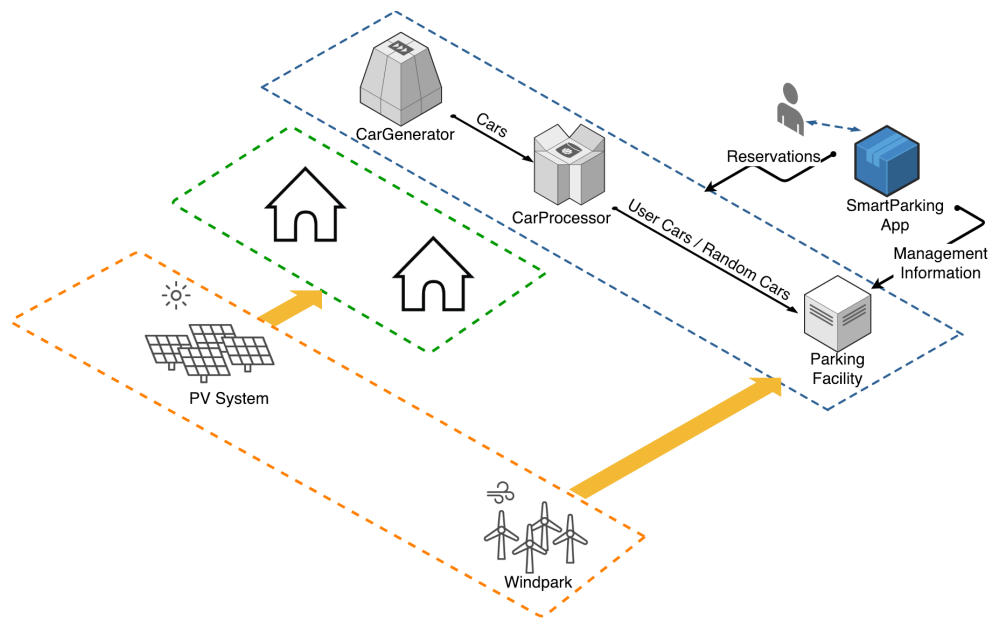 CarGenerator
Cars
CarProcessor
Reservations
SmartParking
App
User Cars / Random Cars
Management
Information
Parking
Facility
PV System
Windpark